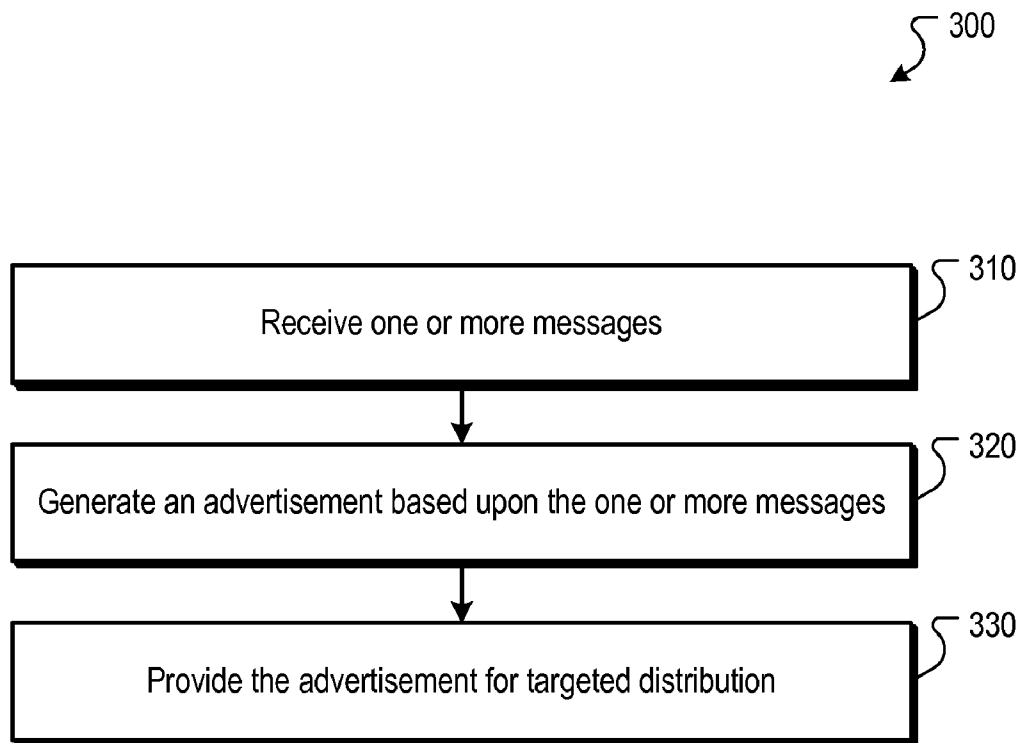 300
310
Receive one or more messages
320
Generate an advertisement based upon the one or more messages
330
Provide the advertisement for targeted distribution